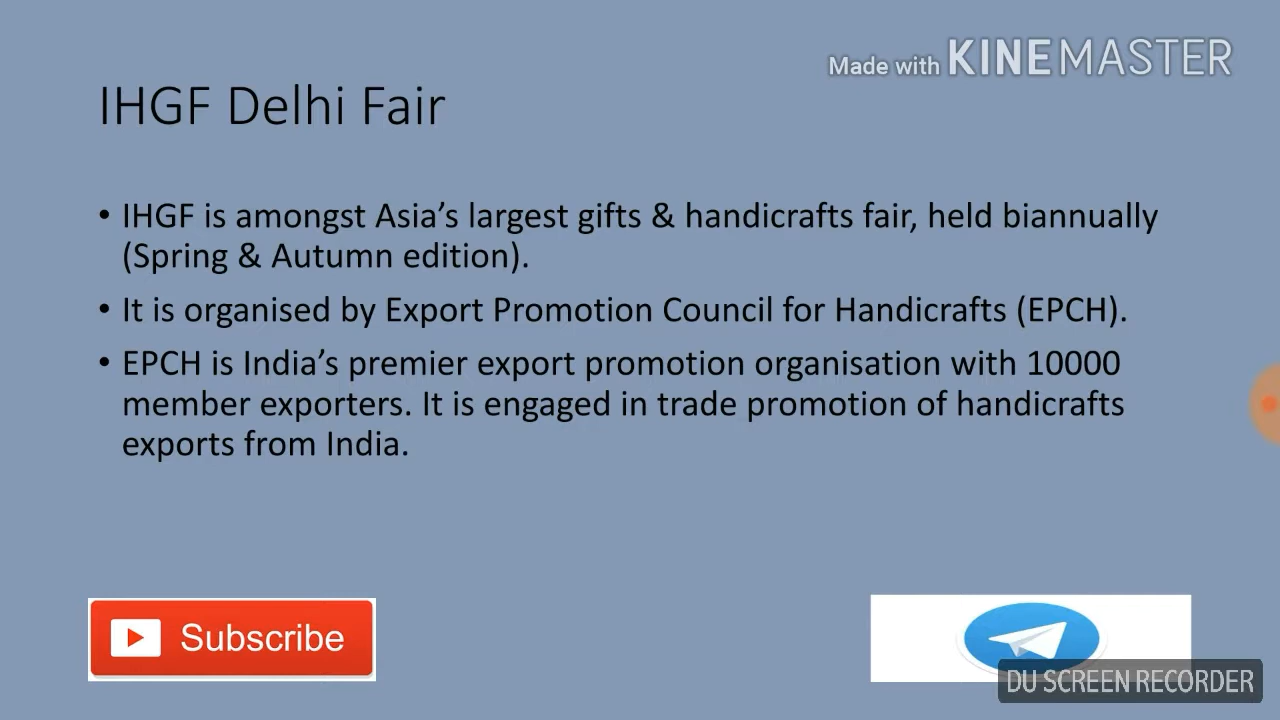 Made with KINEMASTER
IHGF Delhi Fair
• IHGF is amongst Asia’s largest gifts & handicrafts fair, held biannually
(Spring & Autumn edition).
• It is organised by Export Promotion Council for Handicrafts (EPCH).
• EPCH is India’s premier export promotion organisation with 10000
member exporters. It is engaged in trade promotion of handicrafts
exports from India.
Subscribe
DU SCREEN RECORDER